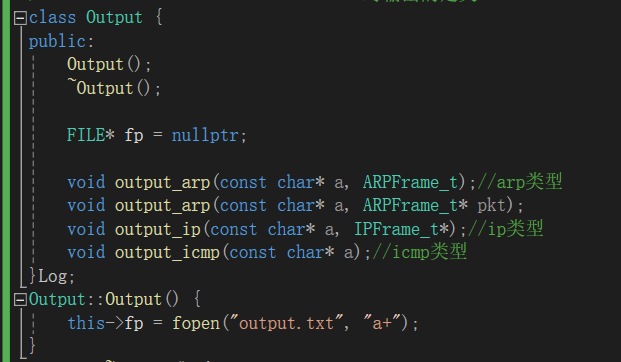 class Output {
public:
    Output();
    ~Output();

    FILE* fp = nullptr;

    void output_arp(const char* a, ARPFrame_t);//arp类型
    void output_arp(const char* a, ARPFrame_t* pkt);
    void output_ip(const char* a, IPFrame_t*);//ip类型
    void output_icmp(const char* a);//icmp类型
}Log;
Output::Output() {
    this->fp = fopen("output.txt", "a+");
}